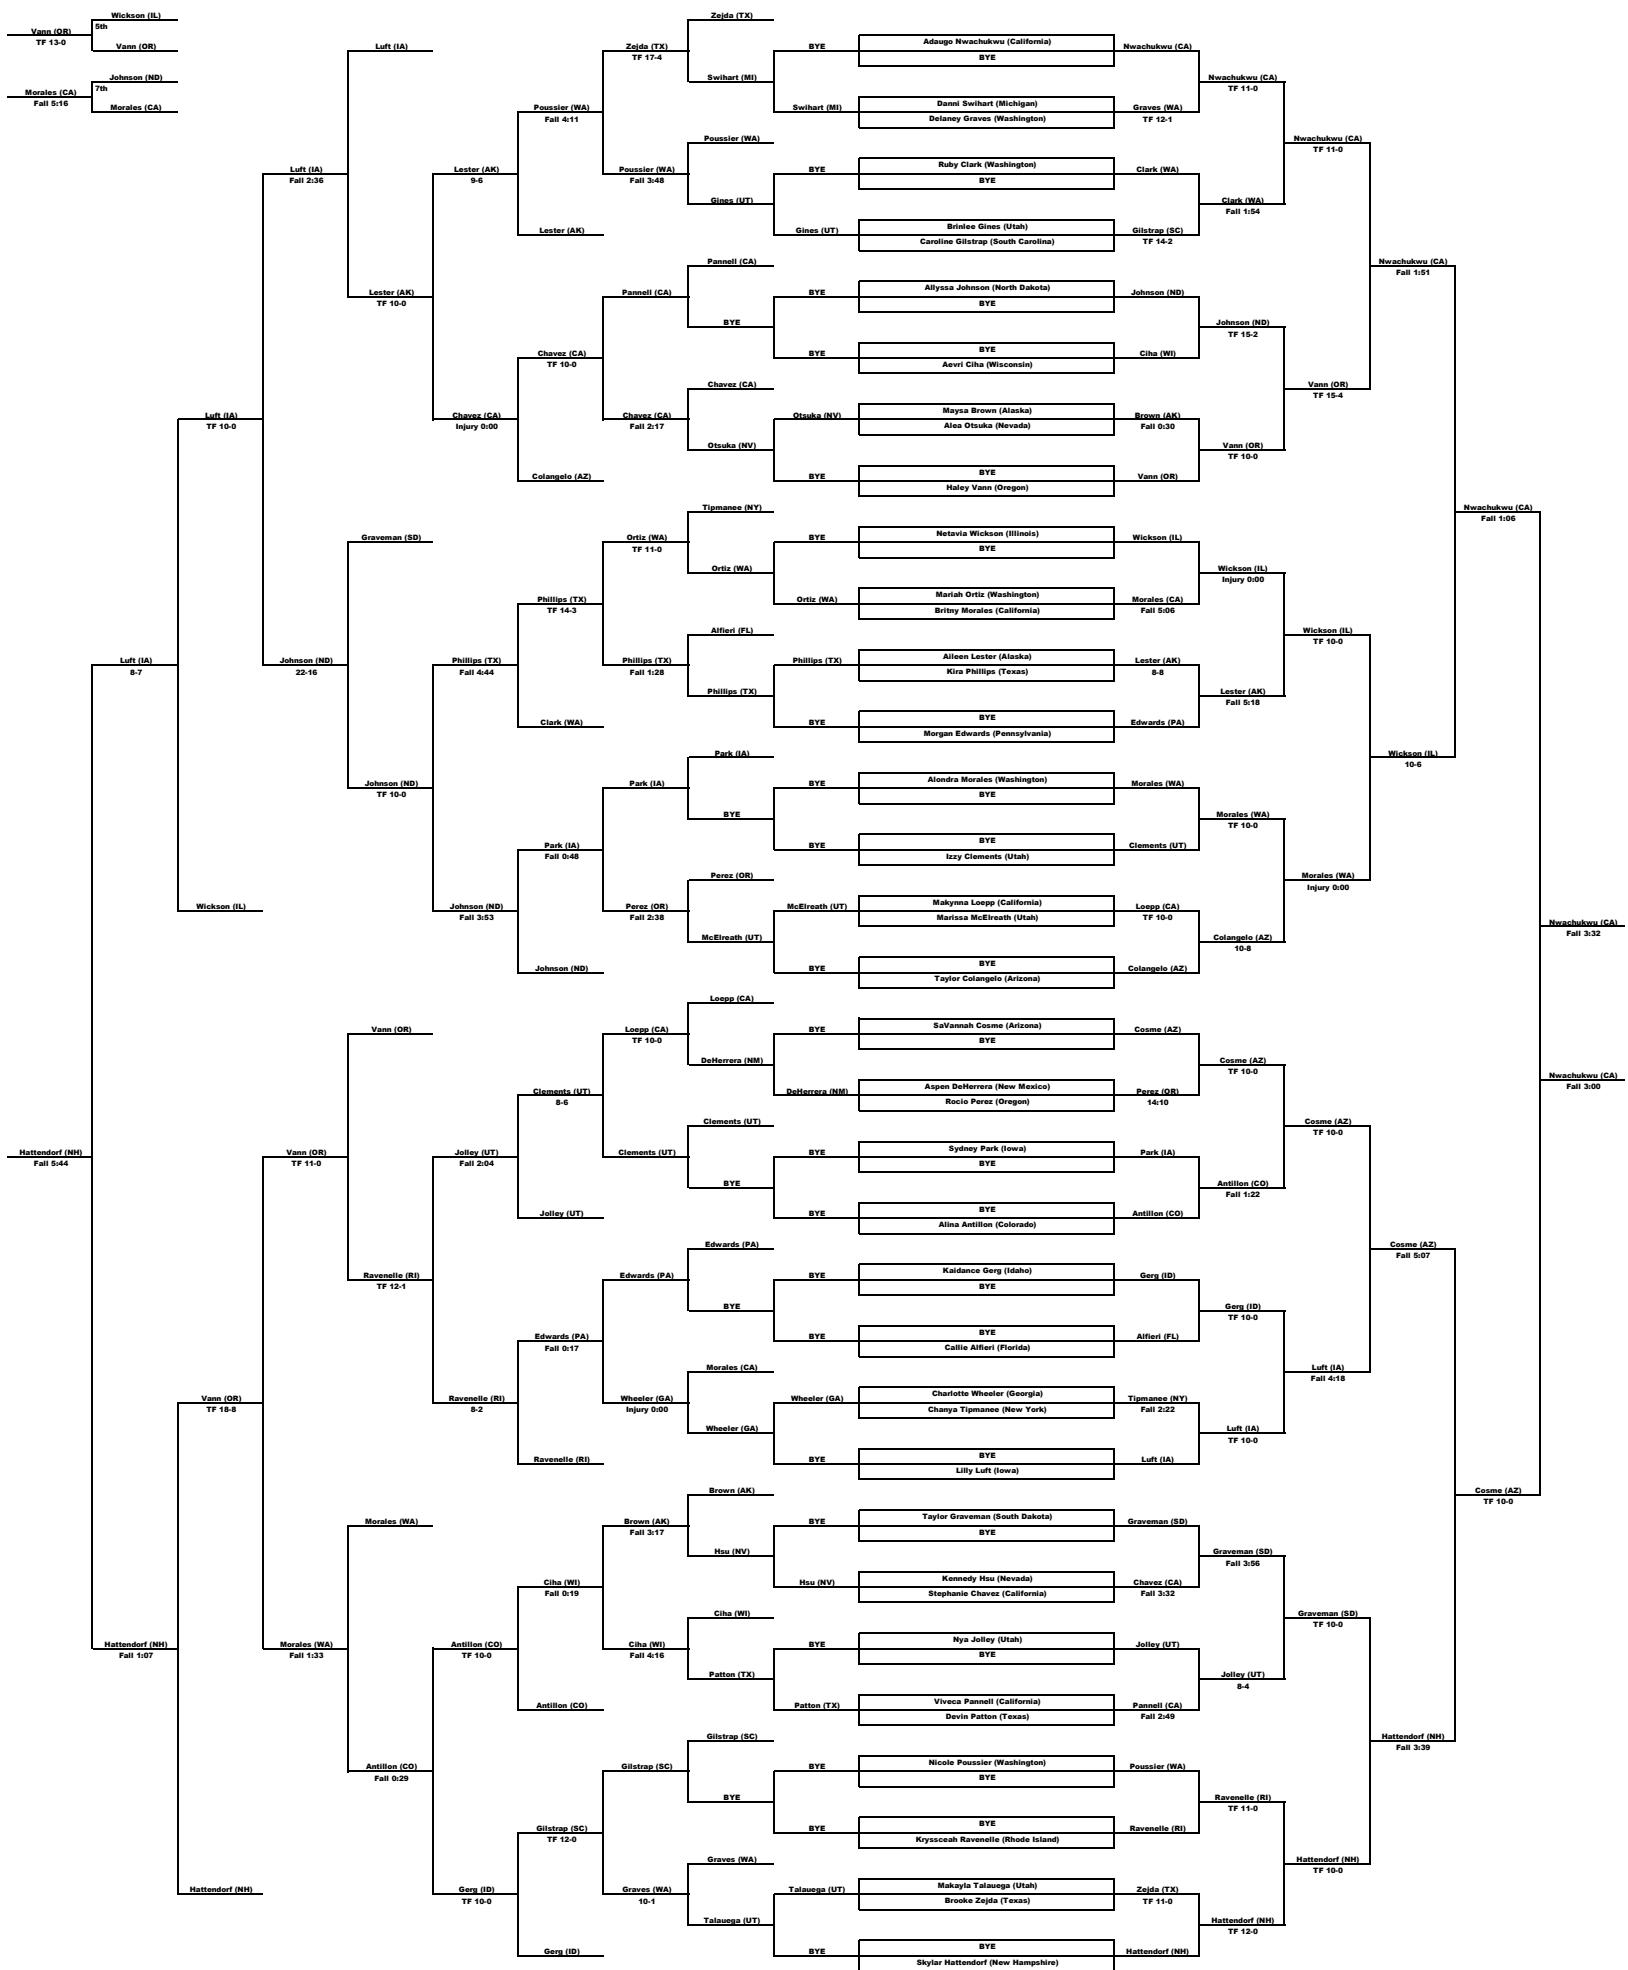 Wickson (IL)
5th
Vann (OR)
TF 13-0
Vann (OR)
Johnson (ND)
7th
Morales (CA)
Fall 5:16
Morales (CA)
Hattendorf (NH)
Fall 5:44
Luft (IA)
8-7
Hattendorf (NH)
Fall 1:07
Luft (IA)
TF 10-0
Wickson (IL)
Vann (OR)
TF 18-8
Hattendorf (NH)
Luft (IA)
Fall 2:36
Johnson (ND)
22-16
Vann (OR)
TF 11-0
Morales (WA)
Fall 1:33
Luft (IA)
Lester (AK)
TF 10-0
Graveman (SD)
Johnson (ND)
TF 10-0
Vann (OR)
Ravenelle (RI)
TF 12-1
Morales (WA)
Antillon (CO)
Fall 0:29
Lester (AK)
9-6
Chavez (CA)
Injury 0:00
Phillips (TX)
Fall 4:44
Johnson (ND)
Fall 3:53
Jolley (UT)
Fall 2:04
Ravenelle (RI)
8-2
Antillon (CO)
TF 10-0
Gerg (ID)
TF 10-0
Poussier (WA)
Fall 4:11
Lester (AK)
Chavez (CA)
TF 10-0
Colangelo (AZ)
Phillips (TX)
TF 14-3
Clark (WA)
Park (IA)
Fall 0:48
Johnson (ND)
Clements (UT)
8-6
Jolley (UT)
Edwards (PA)
Fall 0:17
Ravenelle (RI)
Ciha (WI)
Fall 0:19
Antillon (CO)
Gilstrap (SC)
TF 12-0
Gerg (ID)
Zejda (TX)
TF 17-4
Poussier (WA)
Fall 3:48
Pannell (CA)
Chavez (CA)
Fall 2:17
Ortiz (WA)
TF 11-0
Phillips (TX)
Fall 1:28
Park (IA)
Perez (OR)
Fall 2:38
Loepp (CA)
TF 10-0
Clements (UT)
Edwards (PA)
Wheeler (GA)
Injury 0:00
Brown (AK)
Fall 3:17
Ciha (WI)
Fall 4:16
Gilstrap (SC)
Graves (WA)
10-1
Zejda (TX)
Swihart (MI)
Poussier (WA)
Gines (UT)
Pannell (CA)
BYE
Chavez (CA)
Otsuka (NV)
Tipmanee (NY)
Ortiz (WA)
Alfieri (FL)
Phillips (TX)
Park (IA)
BYE
Perez (OR)
McElreath (UT)
Loepp (CA)
DeHerrera (NM)
Clements (UT)
BYE
Edwards (PA)
BYE
Morales (CA)
Wheeler (GA)
Brown (AK)
Hsu (NV)
Ciha (WI)
Patton (TX)
Gilstrap (SC)
BYE
Graves (WA)
Talauega (UT)
BYE
Swihart (MI)
BYE
Gines (UT)
BYE
BYE
Otsuka (NV)
BYE
BYE
Ortiz (WA)
Phillips (TX)
BYE
BYE
BYE
McElreath (UT)
BYE
BYE
DeHerrera (NM)
BYE
BYE
BYE
BYE
Wheeler (GA)
BYE
BYE
Hsu (NV)
BYE
Patton (TX)
BYE
BYE
Talauega (UT)
BYE
Adaugo Nwachukwu (California)
BYE
Danni Swihart (Michigan)
Delaney Graves (Washington)
Ruby Clark (Washington)
BYE
Brinlee Gines (Utah)
Caroline Gilstrap (South Carolina)
Allyssa Johnson (North Dakota)
BYE
BYE
Aevri Ciha (Wisconsin)
Maysa Brown (Alaska)
Alea Otsuka (Nevada)
BYE
Haley Vann (Oregon)
Netavia Wickson (Illinois)
BYE
Mariah Ortiz (Washington)
Britny Morales (California)
Aileen Lester (Alaska)
Kira Phillips (Texas)
BYE
Morgan Edwards (Pennsylvania)
Alondra Morales (Washington)
BYE
BYE
Izzy Clements (Utah)
Makynna Loepp (California)
Marissa McElreath (Utah)
BYE
Taylor Colangelo (Arizona)
SaVannah Cosme (Arizona)
BYE
Aspen DeHerrera (New Mexico)
Rocio Perez (Oregon)
Sydney Park (Iowa)
BYE
BYE
Alina Antillon (Colorado)
Kaidance Gerg (Idaho)
BYE
BYE
Callie Alfieri (Florida)
Charlotte Wheeler (Georgia)
Chanya Tipmanee (New York)
BYE
Lilly Luft (Iowa)
Taylor Graveman (South Dakota)
BYE
Kennedy Hsu (Nevada)
Stephanie Chavez (California)
Nya Jolley (Utah)
BYE
Viveca Pannell (California)
Devin Patton (Texas)
Nicole Poussier (Washington)
BYE
BYE
Kryssceah Ravenelle (Rhode Island)
Makayla Talauega (Utah)
Brooke Zejda (Texas)
BYE
Skylar Hattendorf (New Hampshire)
Nwachukwu (CA)
Graves (WA)
TF 12-1
Clark (WA)
Gilstrap (SC)
TF 14-2
Johnson (ND)
Ciha (WI)
Brown (AK)
Fall 0:30
Vann (OR)
Wickson (IL)
Morales (CA)
Fall 5:06
Lester (AK)
8-8
Edwards (PA)
Morales (WA)
Clements (UT)
Loepp (CA)
TF 10-0
Colangelo (AZ)
Cosme (AZ)
Perez (OR)
14:10
Park (IA)
Antillon (CO)
Gerg (ID)
Alfieri (FL)
Tipmanee (NY)
Fall 2:22
Luft (IA)
Graveman (SD)
Chavez (CA)
Fall 3:32
Jolley (UT)
Pannell (CA)
Fall 2:49
Poussier (WA)
Ravenelle (RI)
Zejda (TX)
TF 11-0
Hattendorf (NH)
Nwachukwu (CA)
TF 11-0
Clark (WA)
Fall 1:54
Johnson (ND)
TF 15-2
Vann (OR)
TF 10-0
Wickson (IL)
Injury 0:00
Lester (AK)
Fall 5:18
Morales (WA)
TF 10-0
Colangelo (AZ)
10-8
Cosme (AZ)
TF 10-0
Antillon (CO)
Fall 1:22
Gerg (ID)
TF 10-0
Luft (IA)
TF 10-0
Graveman (SD)
Fall 3:56
Jolley (UT)
8-4
Ravenelle (RI)
TF 11-0
Hattendorf (NH)
TF 12-0
Nwachukwu (CA)
TF 11-0
Vann (OR)
TF 15-4
Wickson (IL)
TF 10-0
Morales (WA)
Injury 0:00
Cosme (AZ)
TF 10-0
Luft (IA)
Fall 4:18
Graveman (SD)
TF 10-0
Hattendorf (NH)
TF 10-0
Nwachukwu (CA)
Fall 1:51
Wickson (IL)
10-6
Cosme (AZ)
Fall 5:07
Hattendorf (NH)
Fall 3:39
Nwachukwu (CA)
Fall 1:06
Cosme (AZ)
TF 10-0
Nwachukwu (CA)
Fall 3:32
Nwachukwu (CA)
Fall 3:00